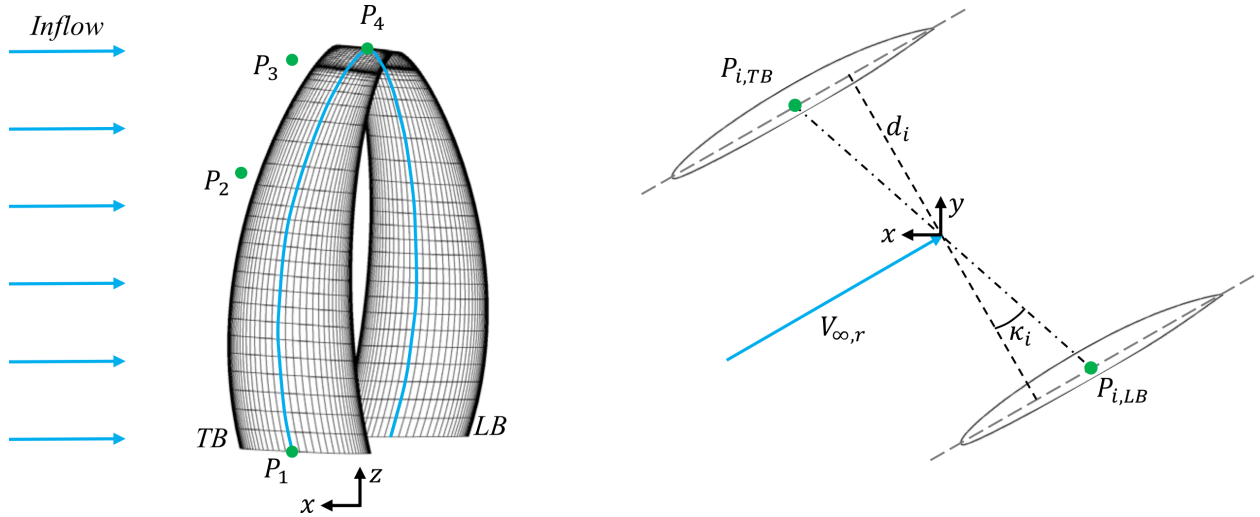 Inflow
P₄
P₃
P₂
TB
LB
P₁
z
x
Pᵢ,TB
dᵢ
y
x
V∞,r
κᵢ
Pᵢ,LB